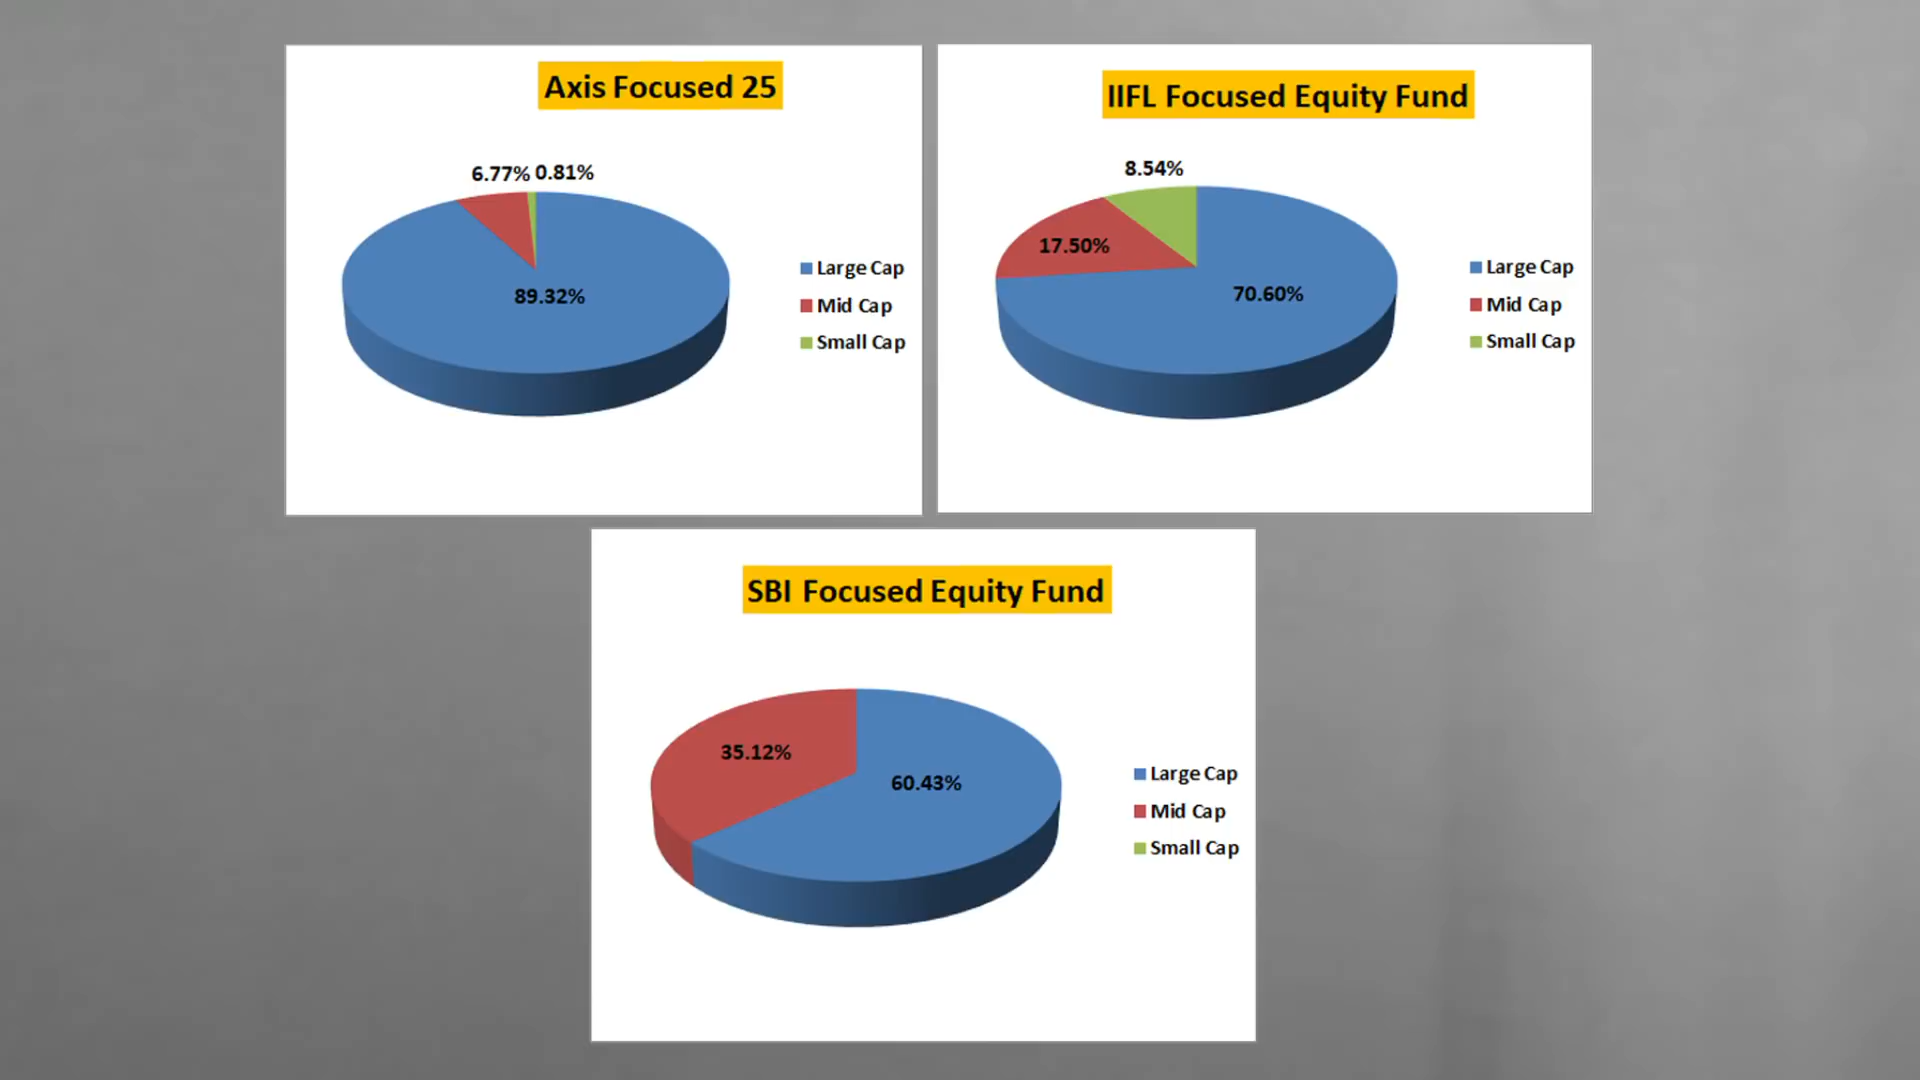 Axis Focused 25
6.77% 0.81%
89.32%
Large Cap
Mid Cap
Small Cap
IIFL Focused Equity Fund
8.54%
17.50%
70.60%
Large Cap
Mid Cap
Small Cap
SBI Focused Equity Fund
35.12%
60.43%
Large Cap
Mid Cap
Small Cap